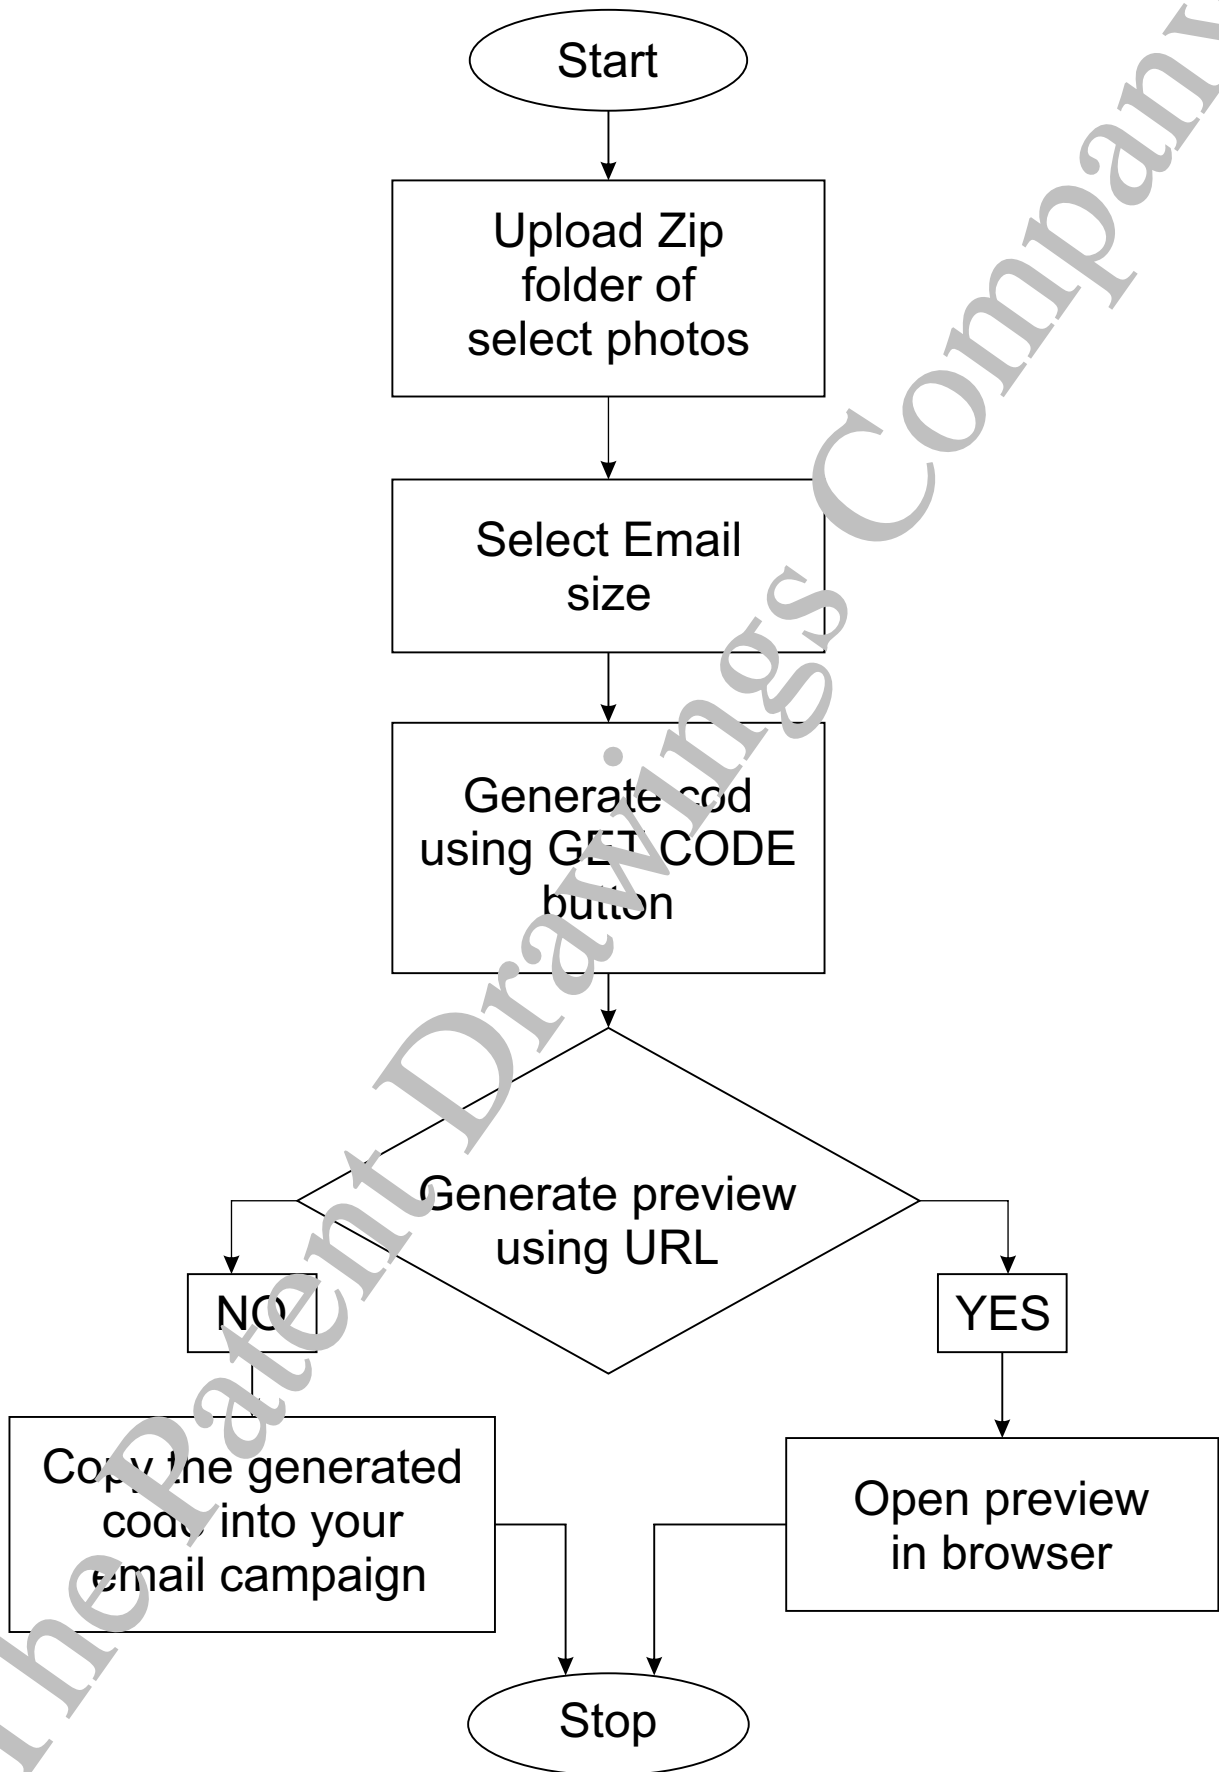 Start
Upload Zip
folder of
select photos
Select Email
size
Generate cod
using GET CODE
button
Generate preview
using URL
NO
YES
Copy the generated
code into your
email campaign
Open preview
in browser
Stop
The Patent Drawings Company